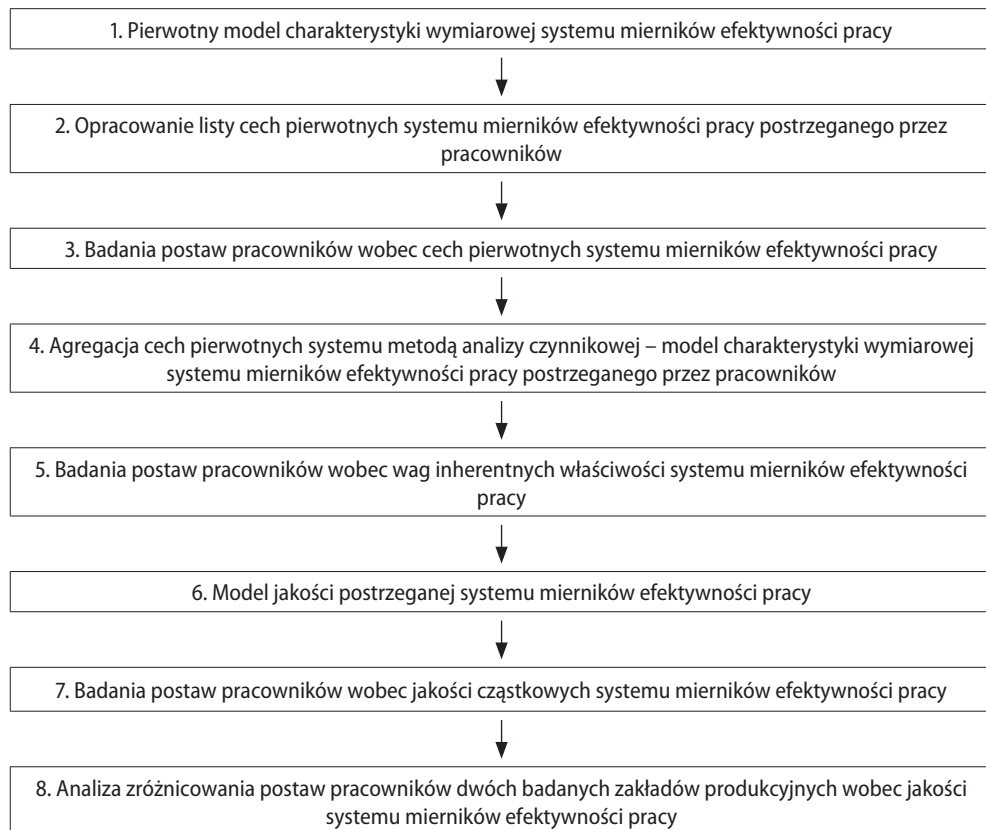 1. Pierwotny model charakterystyki wymiarowej systemu mierników efektywności pracy
2. Opracowanie listy cech pierwotnych systemu mierników efektywności pracy postrzeganego przez
pracowników
3. Badania postaw pracowników wobec cech pierwotnych systemu mierników efektywności pracy
4. Agregacja cech pierwotnych systemu metodą analizy czynnikowej – model charakterystyki wymiarowej
systemu mierników efektywności pracy postrzeganego przez pracowników
5. Badania postaw pracowników wobec wag inherentnych właściwości systemu mierników efektywności
pracy
6. Model jakości postrzeganej systemu mierników efektywności pracy
7. Badania postaw pracowników wobec jakości cząstkowych systemu mierników efektywności pracy
8. Analiza zróżnicowania postaw pracowników dwóch badanych zakładów produkcyjnych wobec jakości
systemu mierników efektywności pracy